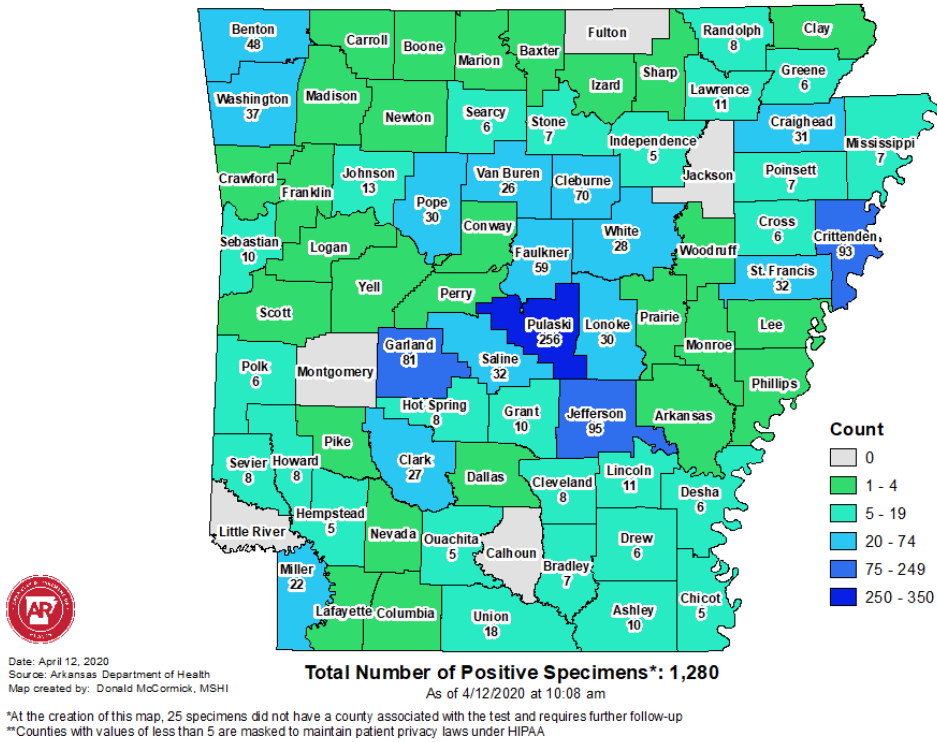 Benton
48
Carroll
Boone
Marion
Baxter
Fulton
Randolph
8
Clay
Izard
Sharp
Lawrence
11
Greene
6
Washington
37
Madison
Newton
Searcy
6
Stone
7
Independence
5
Jackson
Craighead
31
Mississippi
7
Crawford
Franklin
Johnson
13
Pope
30
Van Buren
26
Cleburne
70
Poinsett
7
Sebastian
10
Logan
Conway
Faulkner
59
White
28
Woodruff
Cross
6
Crittenden
93
St. Francis
32
Scott
Yell
Perry
Pulaski
256
Lonoke
30
Prairie
Monroe
Lee
Phillips
Polk
6
Montgomery
Garland
81
Saline
32
Hot Spring
8
Grant
10
Jefferson
95
Arkansas
Sevier
8
Howard
8
Pike
Clark
27
Dallas
Cleveland
8
Lincoln
11
Desha
6
Little River
Hempstead
5
Nevada
Ouachita
5
Calhoun
Bradley
7
Drew
6
Miller
22
Lafayette
Columbia
Union
18
Ashley
10
Chicot
5
Count
0
1 - 4
5 - 19
20 - 74
75 - 249
250 - 350
AR
Date: April 12, 2020
Source: Arkansas Department of Health
Map created by: Donald McCormick, MSHI
Total Number of Positive Specimens*: 1,280
As of 4/12/2020 at 10:08 am
*At the creation of this map, 25 specimens did not have a county associated with the test and requires further follow-up
**Counties with values of less than 5 are masked to maintain patient privacy laws under HIPAA